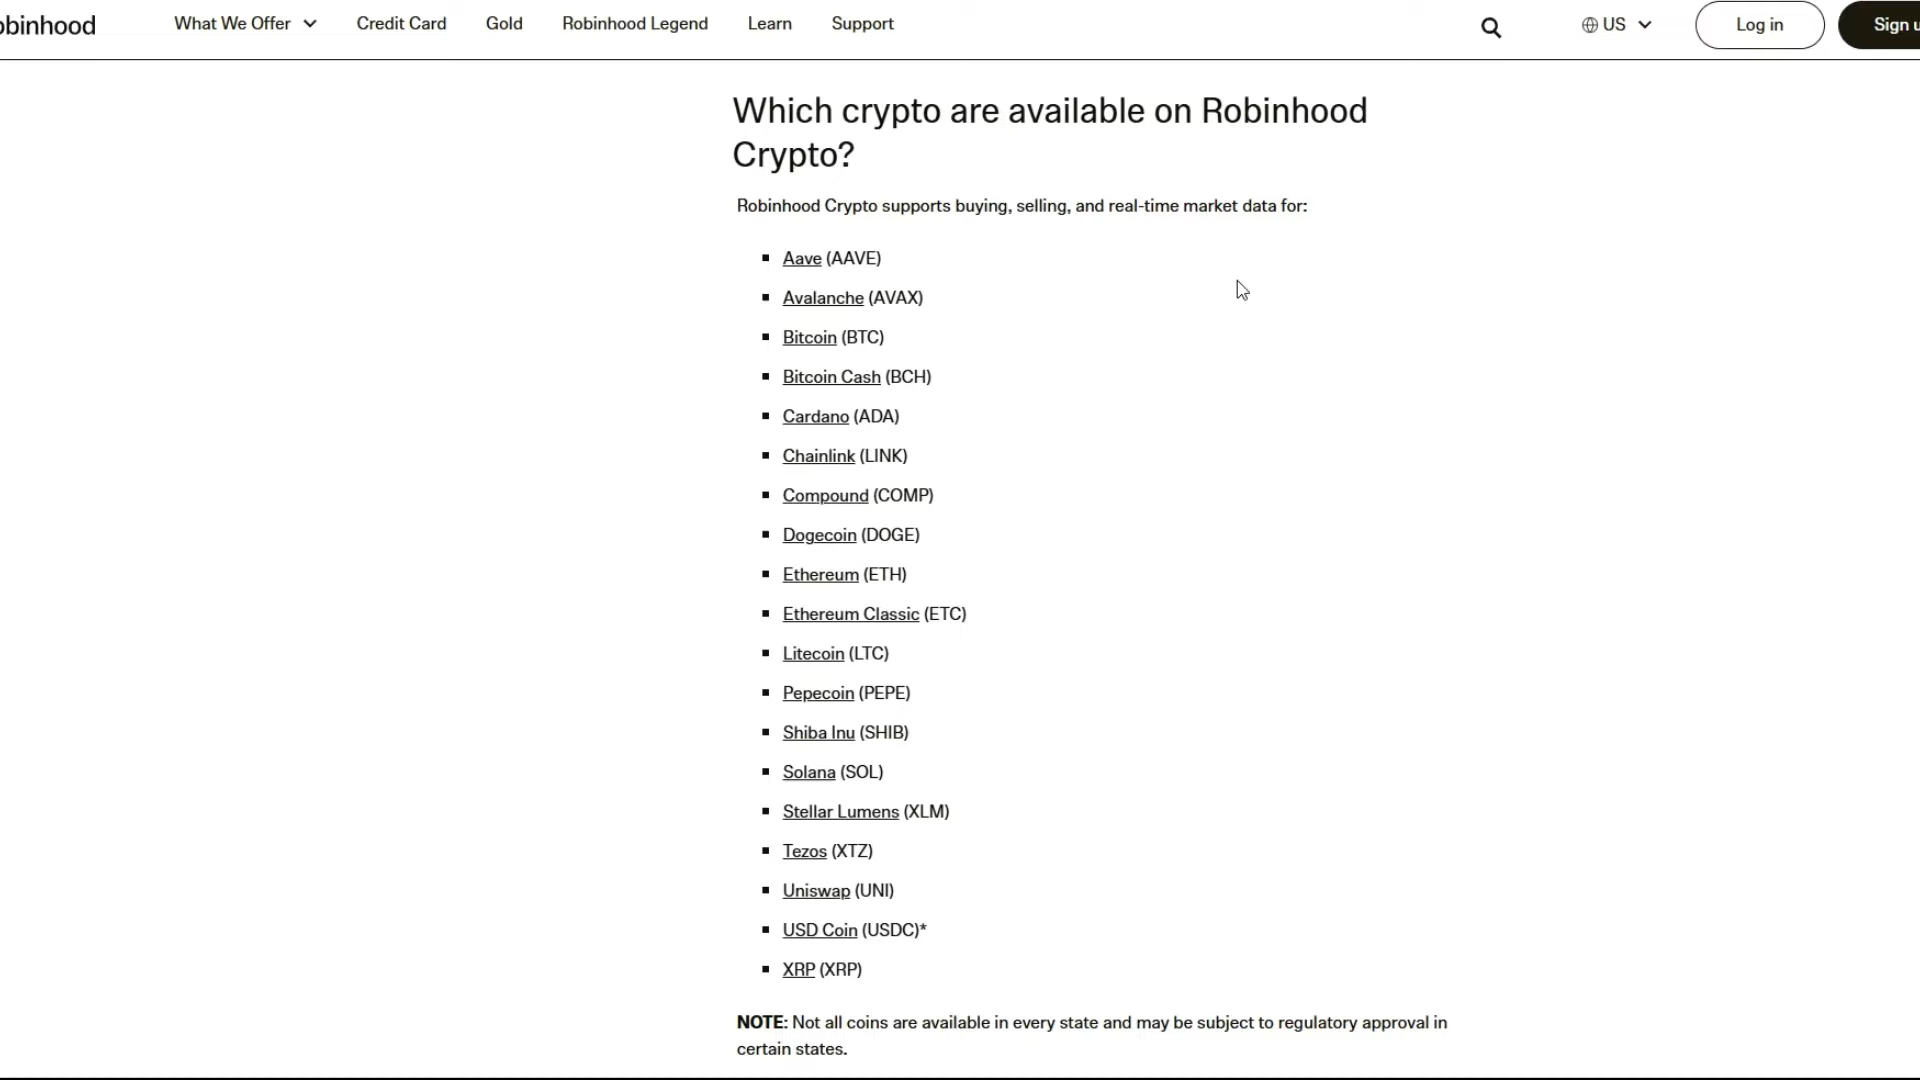 obinhood What We Offer Credit Card Gold Robinhood Legend Learn Support US Log in Sign u
Which crypto are available on Robinhood
Crypto?
Robinhood Crypto supports buying, selling, and real-time market data for:
▪ Aave (AAVE)
▪ Avalanche (AVAX)
▪ Bitcoin (BTC)
▪ Bitcoin Cash (BCH)
▪ Cardano (ADA)
▪ Chainlink (LINK)
▪ Compound (COMP)
▪ Dogecoin (DOGE)
▪ Ethereum (ETH)
▪ Ethereum Classic (ETC)
▪ Litecoin (LTC)
▪ Pepecoin (PEPE)
▪ Shiba Inu (SHIB)
▪ Solana (SOL)
▪ Stellar Lumens (XLM)
▪ Tezos (XTZ)
▪ Uniswap (UNI)
▪ USD Coin (USDC)*
▪ XRP (XRP)
NOTE: Not all coins are available in every state and may be subject to regulatory approval in
certain states.